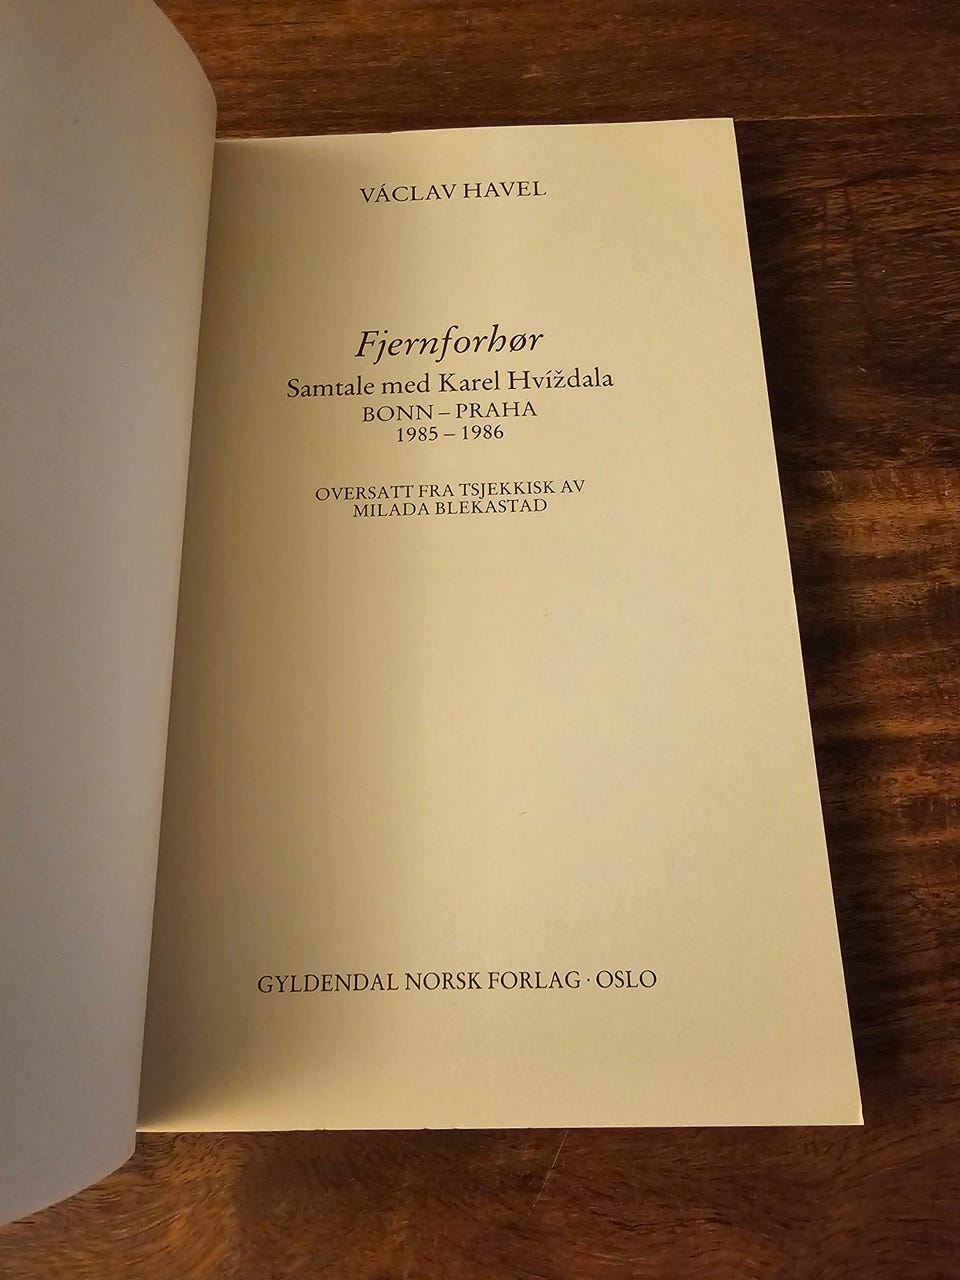 VÁCLAV HAVEL
Fjernforhør
Samtale med Karel Hvížďala
BONN – PRAHA
1985 – 1986
OVERSATT FRA TSJEKKISK AV
MILADA BLEKASTAD
GYLDENDAL NORSK FORLAG · OSLO